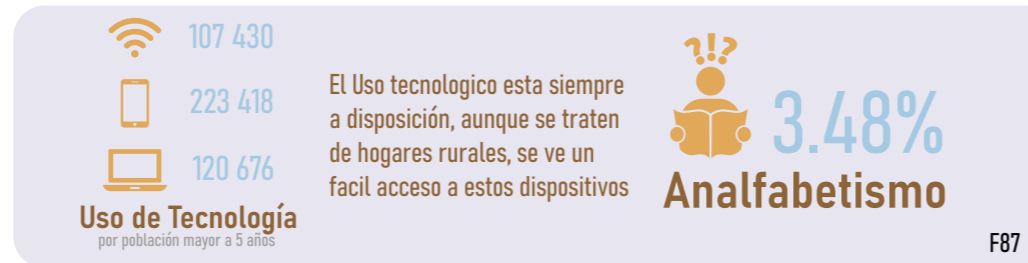 107 430
223 418
120 676
Uso de Tecnología
por población mayor a 5 años
El Uso tecnologico esta siempre
a disposición, aunque se traten
de hogares rurales, se ve un
facil acceso a estos dispositivos
?!?
3.48%
Analfabetismo
F87